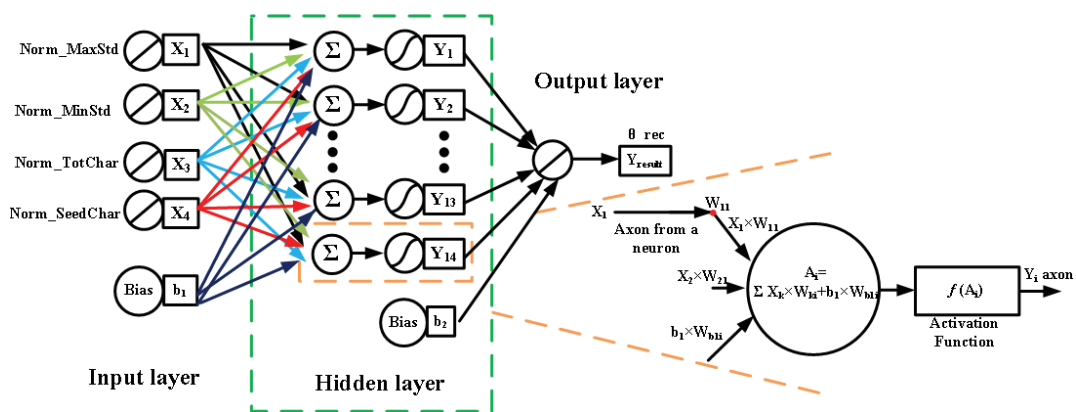 Norm_MaxStd
X1
Norm_MinStd
X2
Norm_TotChar
X3
Norm_SeedChar
X4
Bias
b1
Input layer
Σ
Y1
Σ
Y2
Σ
Y13
Σ
Y14
Bias
b2
Hidden layer
Output layer
θ rec
Yresult
X1
W11
Axon from a
neuron
X1×W11
X2×W21
b1×Wb1i
Ai=
Σ Xk×Wki+b1×Wb1i
f (Ai)
Activation
Function
Yi axon